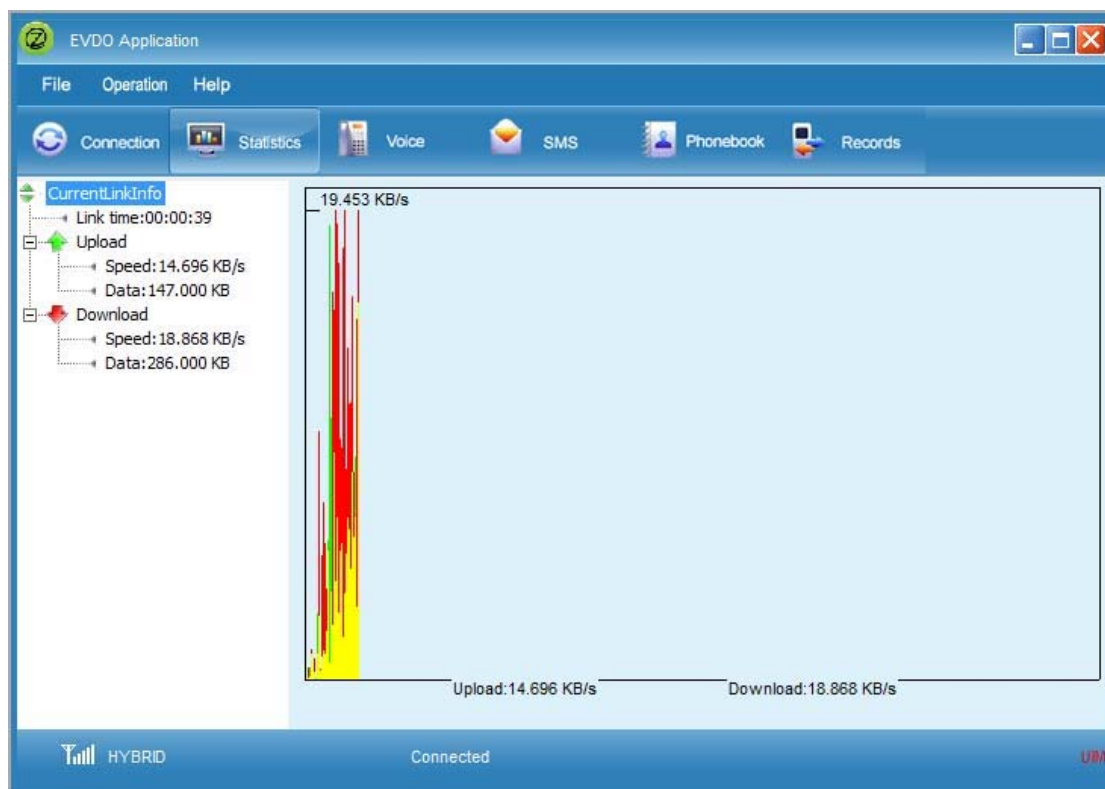 EVDO Application
File Operation Help
Connection Statistics Voice SMS Phonebook Records
CurrentLinkInfo
Link time:00:00:39
Upload
Speed:14.696 KB/s
Data:147.000 KB
Download
Speed:18.868 KB/s
Data:286.000 KB
19.453 KB/s
Upload:14.696 KB/s Download:18.868 KB/s
HYBRID Connected UIM